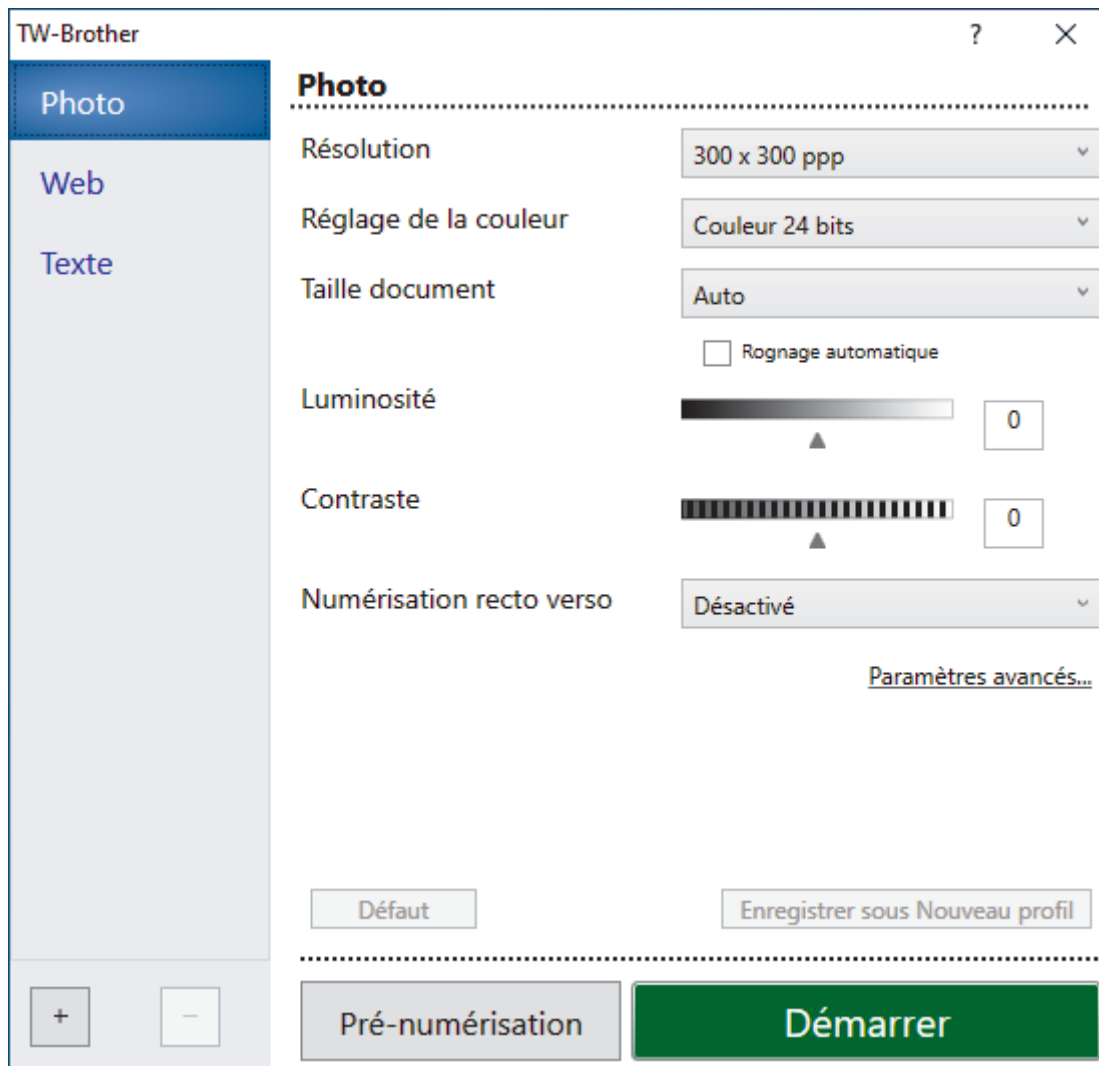 TW-Brother ? ×
Photo
Web
Texte
Photo
Résolution 300 x 300 ppp
Réglage de la couleur Couleur 24 bits
Taille document Auto
Rognage automatique
Luminosité 0
Contraste 0
Numérisation recto verso Désactivé
Paramètres avancés...
Défaut Enregistrer sous Nouveau profil
+ − Pré-numérisation Démarrer